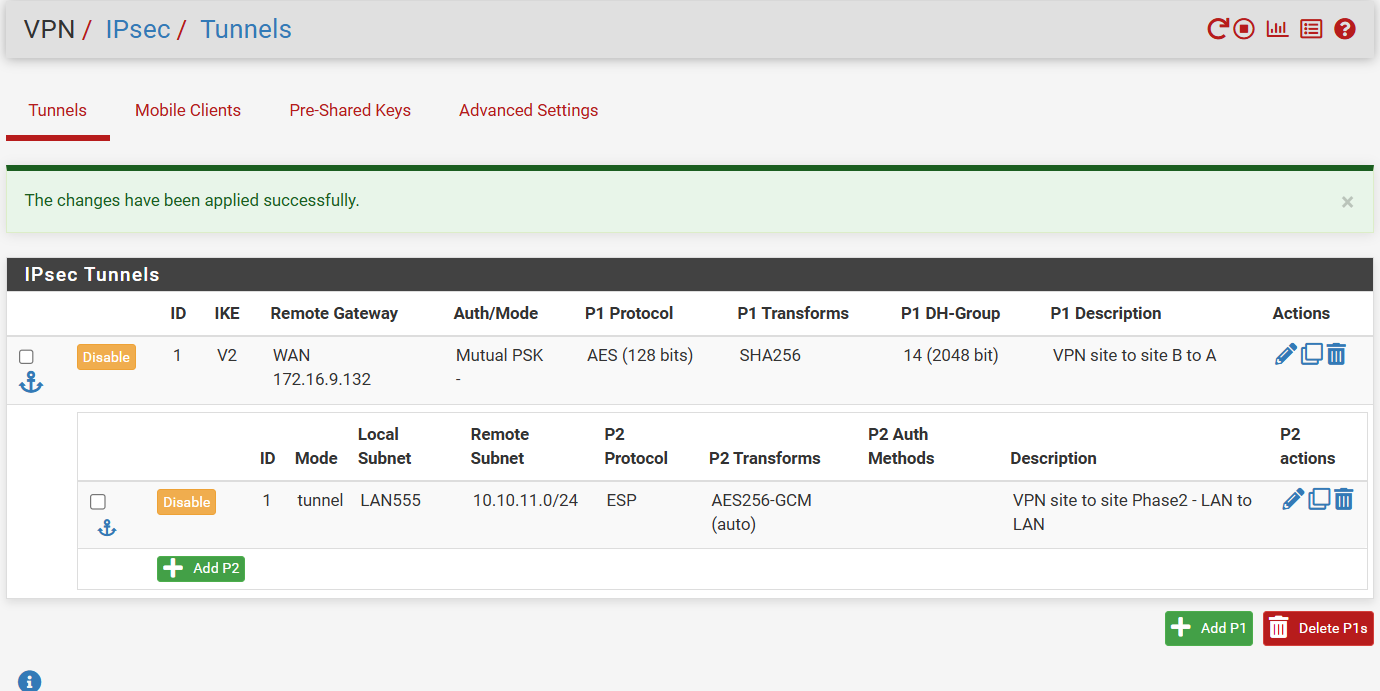 VPN / IPsec / Tunnels
Tunnels Mobile Clients Pre-Shared Keys Advanced Settings
The changes have been applied successfully.
×
IPsec Tunnels
ID IKE Remote Gateway Auth/Mode P1 Protocol P1 Transforms P1 DH-Group P1 Description Actions
Disable 1 V2 WAN Mutual PSK AES (128 bits) SHA256 14 (2048 bit) VPN site to site B to A
172.16.9.132 -
Local Remote P2 P2 Auth P2
ID Mode Subnet Subnet Protocol P2 Transforms Methods Description actions
Disable 1 tunnel LAN555 10.10.11.0/24 ESP AES256-GCM VPN site to site Phase2 - LAN to
(auto) LAN
Add P2
Add P1 Delete P1s